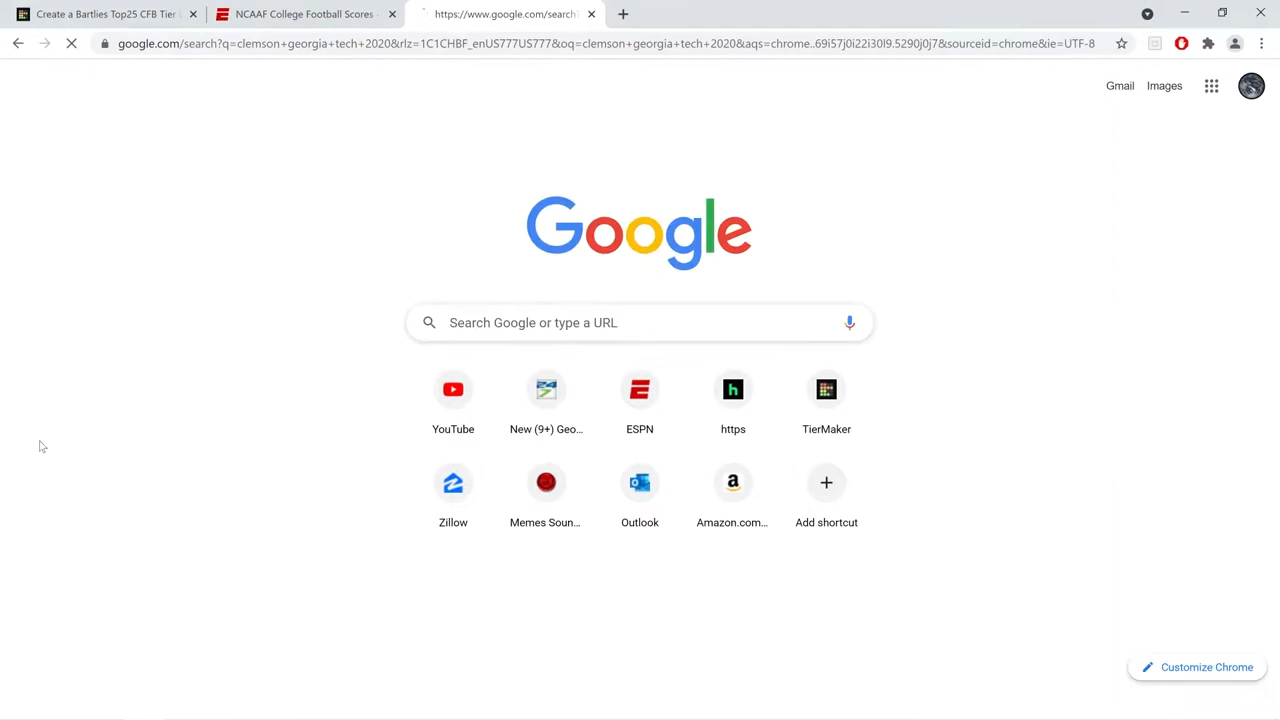 Create a Bartlies Top25 CFB Tier
NCAAF College Football Scores -
https://www.google.com/search?
google.com/search?q=clemson+georgia+tech+2020&rlz=1C1CHBF_enUS777US777&oq=clemson+georgia+tech+2020&aqs=chrome..69i57j0i22i30l9.5290j0j7&sourceid=chrome&ie=UTF-8
Gmail Images
Google
Search Google or type a URL
YouTube
New (9+) Geo...
ESPN
https
TierMaker
Zillow
Memes Soun...
Outlook
Amazon.com...
Add shortcut
Customize Chrome